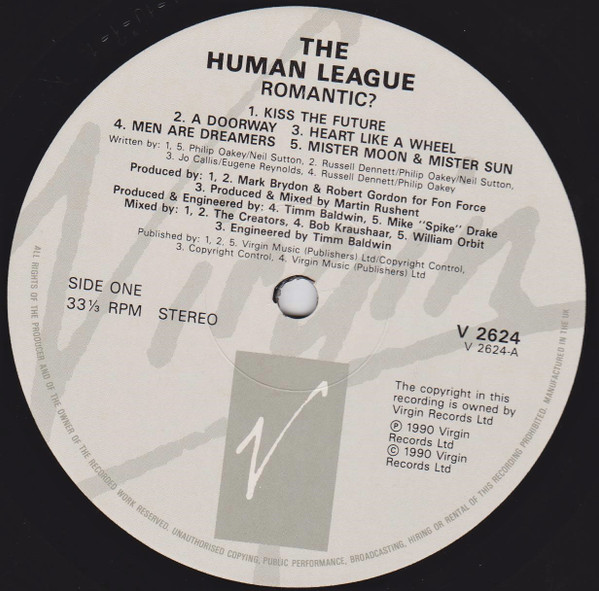 THE
HUMAN LEAGUE
ROMANTIC?
1. KISS THE FUTURE
2. A DOORWAY 3. HEART LIKE A WHEEL
4. MEN ARE DREAMERS 5. MISTER MOON & MISTER SUN
Written by: 1, 5. Philip Oakey/Neil Sutton, 2. Russell Dennett/Philip Oakey/Neil Sutton,
3. Jo Callis/Eugene Reynolds, 4. Russell Dennett/Philip Oakey
Produced by: 1, 2. Mark Brydon & Robert Gordon for Fon Force
3. Produced & Mixed by Martin Rushent
Produced & Engineered by: 4. Timm Baldwin, 5. Mike "Spike" Drake
Mixed by: 1, 2. The Creators, 4. Bob Kraushaar, 5. William Orbit
3. Engineered by Timm Baldwin
Published by: 1, 2. 5. Virgin Music (Publishers) Ltd/Copyright Control,
3. Copyright Control, 4. Virgin Music (Publishers) Ltd
SIDE ONE
33⅓ RPM STEREO
V 2624
V 2624-A
The copyright in this
recording is owned by
Virgin Records Ltd
℗ 1990 Virgin
Records Ltd
© 1990 Virgin
Records Ltd
Virgin
V
ALL RIGHTS OF THE PRODUCER AND OF THE OWNER OF THE RECORDED WORK RESERVED. UNAUTHORISED COPYING, PUBLIC PERFORMANCE, BROADCASTING, HIRING OR RENTAL OF THIS RECORDING PROHIBITED. MANUFACTURED IN THE UK